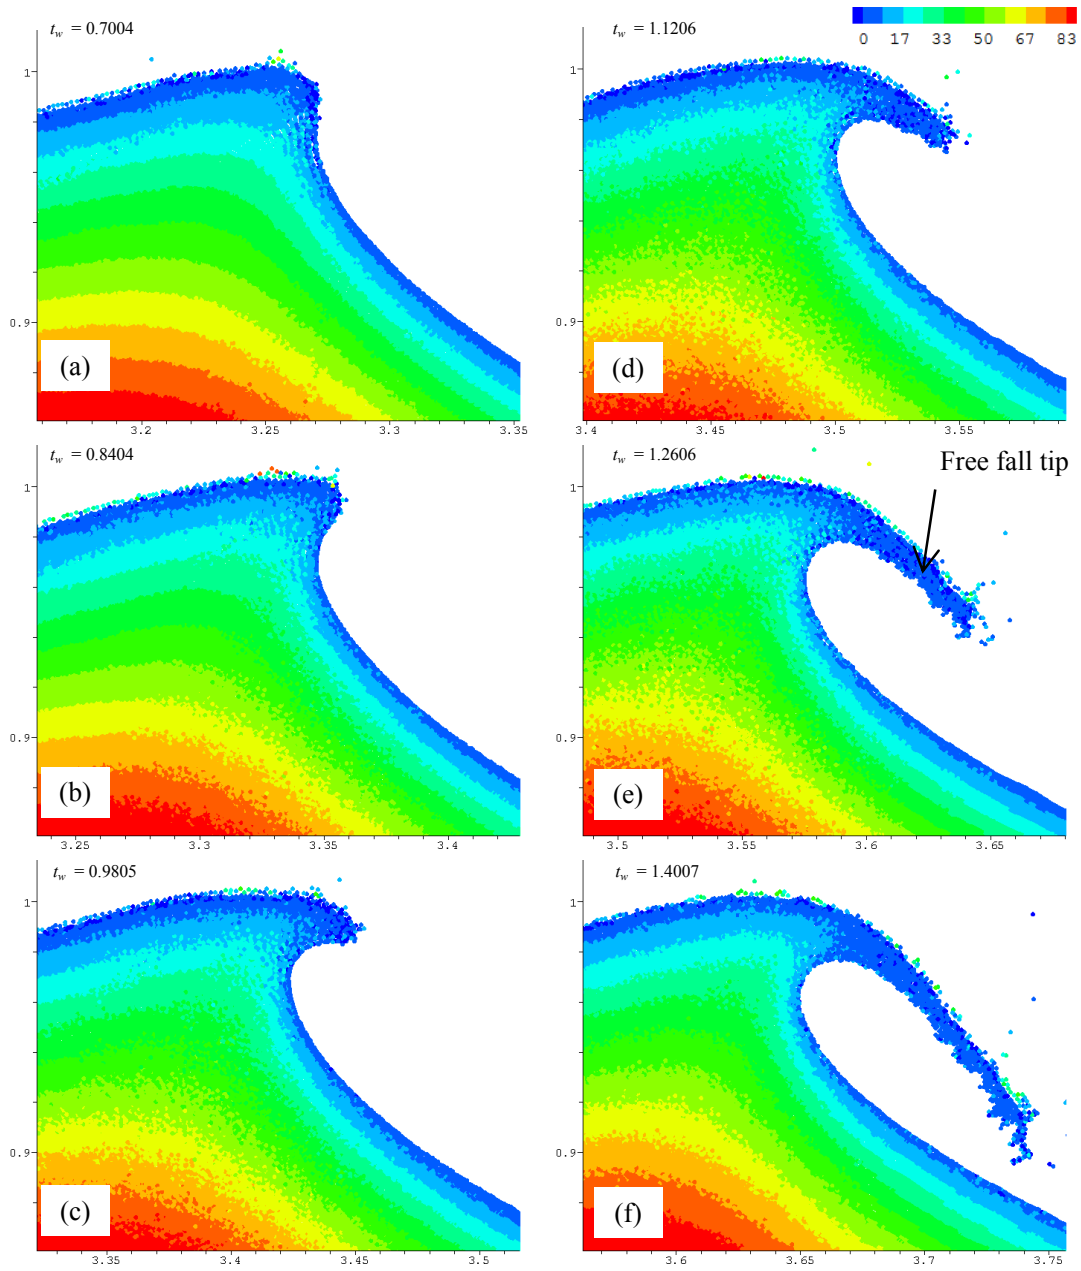 t_w = 0.7004
1
0.9
(a)
3.2 3.25 3.3 3.35
t_w = 0.8404
1
0.9
(b)
3.25 3.3 3.35 3.4
t_w = 0.9805
1
0.9
(c)
3.35 3.4 3.45 3.5
t_w = 1.1206
0 17 33 50 67 83
1
0.9
(d)
3.4 3.45 3.5 3.55
t_w = 1.2606
Free fall tip
1
0.9
(e)
3.5 3.55 3.6 3.65
t_w = 1.4007
1
0.9
(f)
3.6 3.65 3.7 3.75